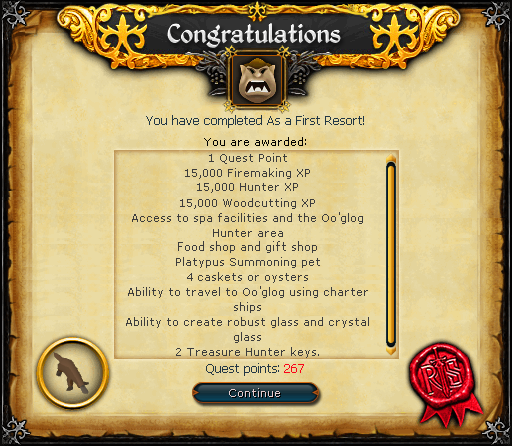 Congratulations
You have completed As a First Resort!
You are awarded:
1 Quest Point
15,000 Firemaking XP
15,000 Hunter XP
15,000 Woodcutting XP
Access to spa facilities and the Oo'glog
Hunter area
Food shop and gift shop
Platypus Summoning pet
4 caskets or oysters
Ability to travel to Oo'glog using charter
ships
Ability to create robust glass and crystal
glass
2 Treasure Hunter keys.
Quest points: 267
Continue